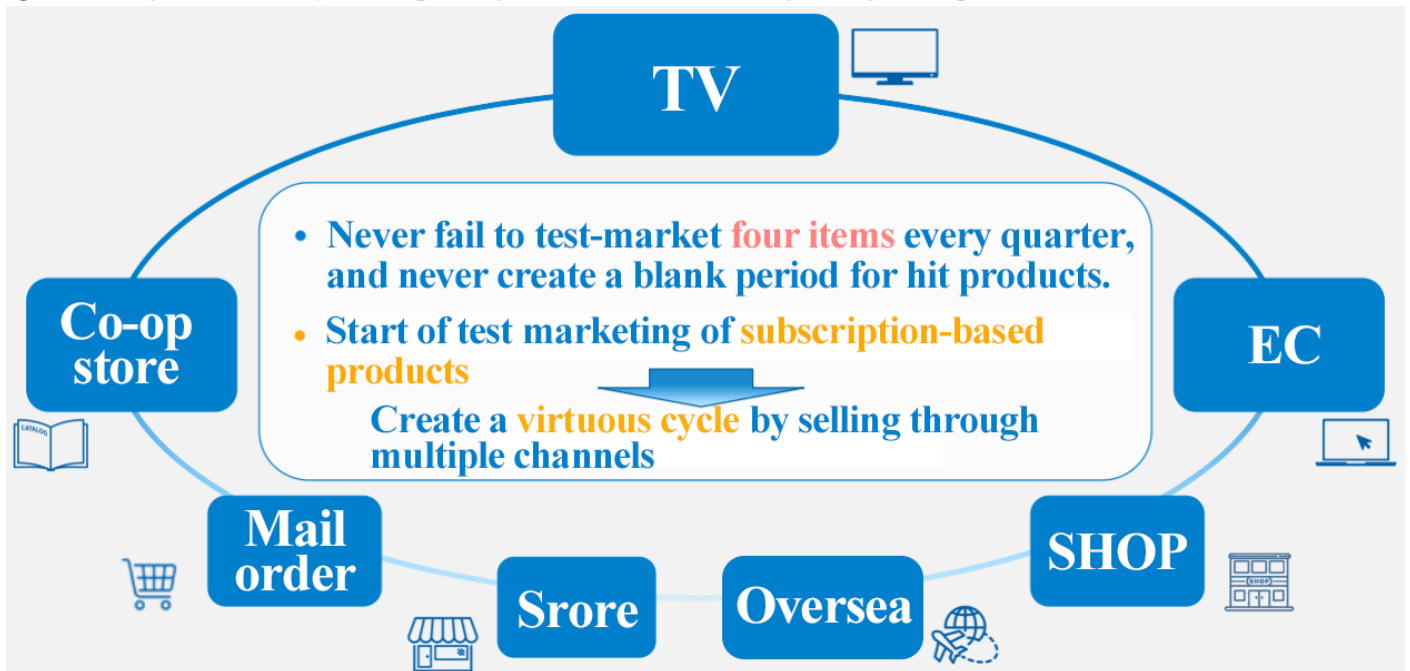 TV
• Never fail to test-market four items every quarter,
and never create a blank period for hit products.
• Start of test marketing of subscription-based
products
Create a virtuous cycle by selling through
multiple channels
Co-op
store
EC
CATALOG
Mail
order
Srore
Oversea
SHOP
SHOP